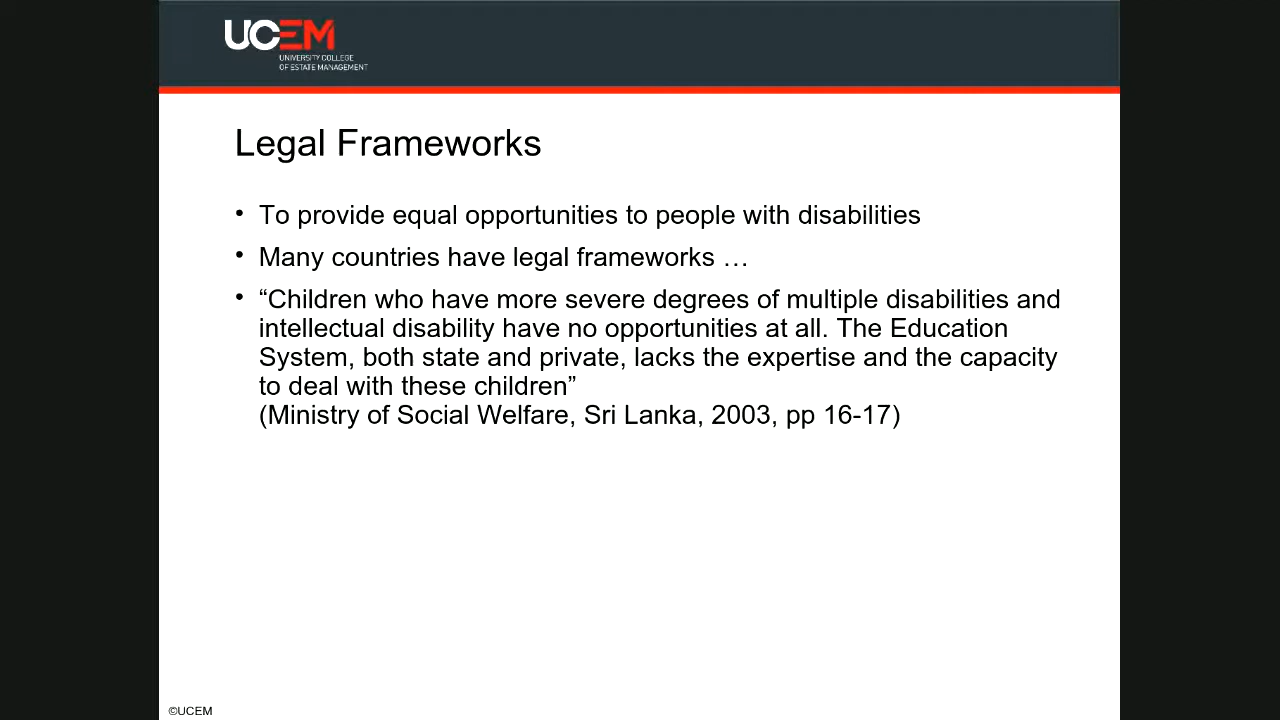 UCEM
UNIVERSITY COLLEGE
OF ESTATE MANAGEMENT
Legal Frameworks
• To provide equal opportunities to people with disabilities
• Many countries have legal frameworks …
• “Children who have more severe degrees of multiple disabilities and
intellectual disability have no opportunities at all. The Education
System, both state and private, lacks the expertise and the capacity
to deal with these children”
(Ministry of Social Welfare, Sri Lanka, 2003, pp 16-17)
©UCEM